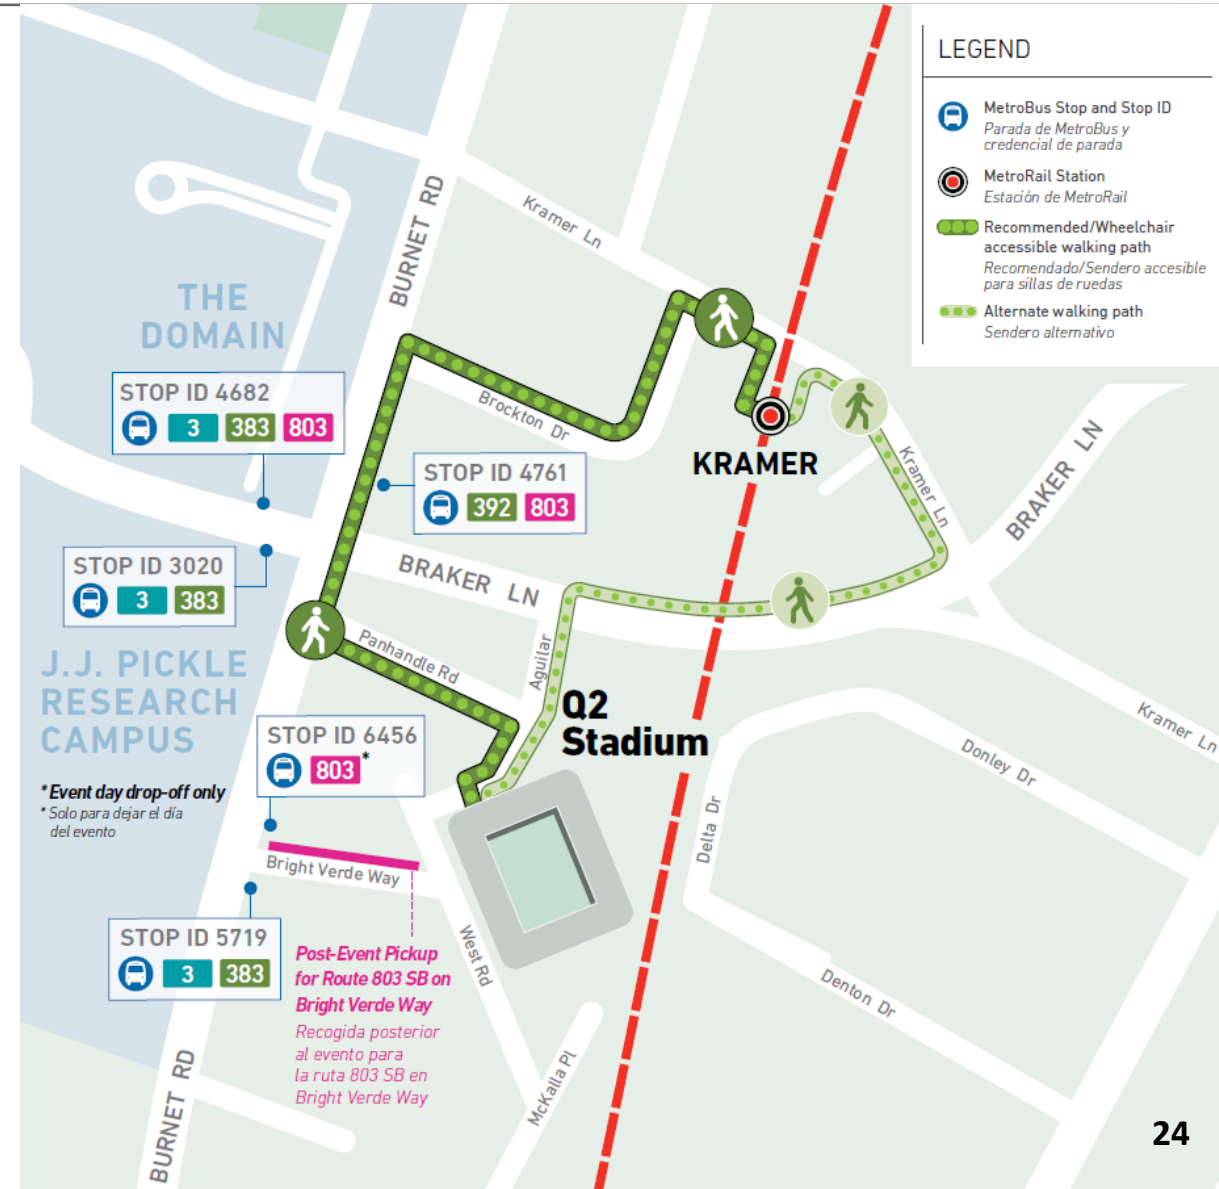 LEGEND
MetroBus Stop and Stop ID
Parada de MetroBus y
credencial de parada
MetroRail Station
Estación de MetroRail
Recommended/Wheelchair
accessible walking path
Recomendado/Sendero accesible
para sillas de ruedas
Alternate walking path
Sendero alternativo
BURNET RD
Kramer Ln
THE
DOMAIN
STOP ID 4682
3 383 803
Brockton Dr
KRAMER
Kramer Ln
BRAKER LN
STOP ID 4761
392 803
STOP ID 3020
3 383
BRAKER LN
Panhandle Rd
Aguilar
J.J. PICKLE
RESEARCH
CAMPUS
Q2
Stadium
STOP ID 6456
803 *
* Event day drop-off only
* Solo para dejar el día
del evento
Kramer Ln
Donley Dr
Delta Dr
Bright Verde Way
STOP ID 5719
3 383
West Rd
Post-Event Pickup
for Route 803 SB on
Bright Verde Way
Recogida posterior
al evento para
la ruta 803 SB en
Bright Verde Way
Denton Dr
McKalla Pl
BURNET RD
24